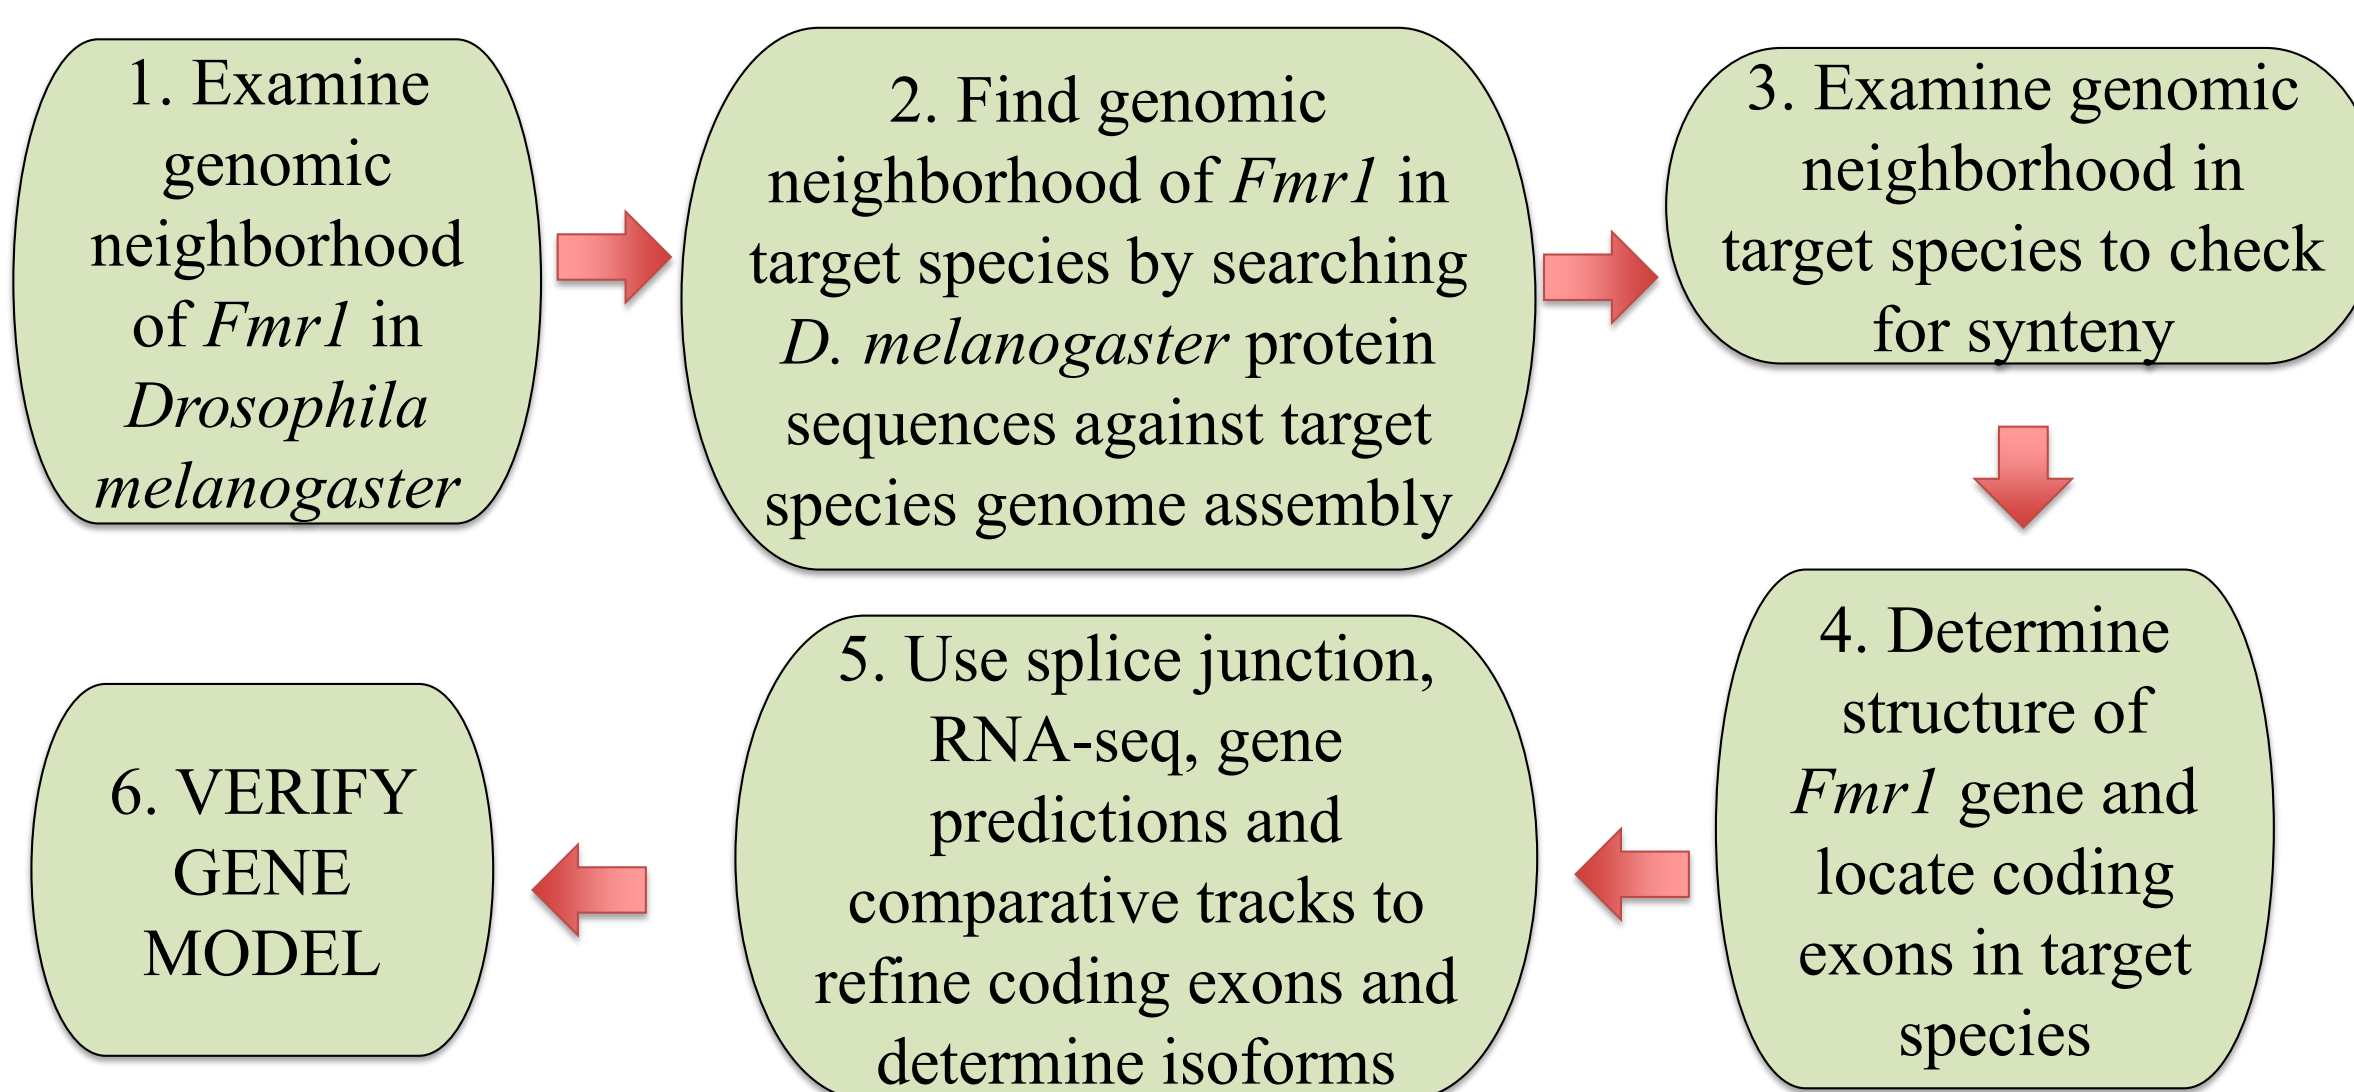 1. Examine
genomic
neighborhood
of Fmr1 in
Drosophila
melanogaster
2. Find genomic
neighborhood of Fmr1 in
target species by searching
D. melanogaster protein
sequences against target
species genome assembly
3. Examine genomic
neighborhood in
target species to check
for synteny
4. Determine
structure of
Fmr1 gene and
locate coding
exons in target
species
5. Use splice junction,
RNA-seq, gene
predictions and
comparative tracks to
refine coding exons and
determine isoforms
6. VERIFY
GENE
MODEL